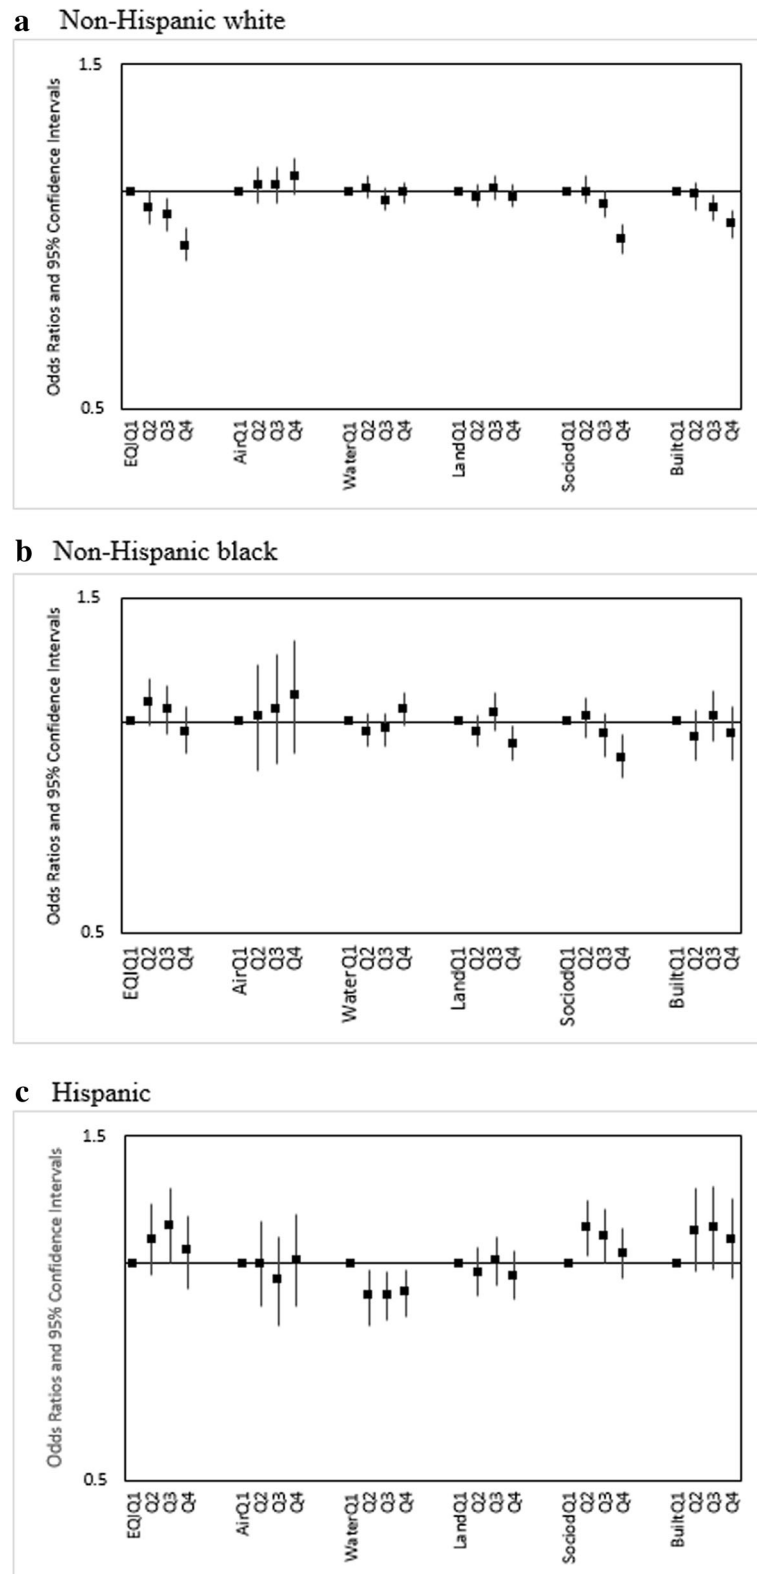 a Non-Hispanic white
1.5
Odds Ratios and 95% Confidence Intervals
0.5
EQIQ1
Q2
Q3
Q4
AirQ1
Q2
Q3
Q4
WaterQ1
Q2
Q3
Q4
LandQ1
Q2
Q3
Q4
SociodQ1
Q2
Q3
Q4
BuiltQ1
Q2
Q3
Q4
b Non-Hispanic black
1.5
Odds Ratios and 95% Confidence Intervals
0.5
EQIQ1
Q2
Q3
Q4
AirQ1
Q2
Q3
Q4
Water Q1
Q2
Q3
Q4
LandQ1
Q2
Q3
Q4
SociodQ1
Q2
Q3
Q4
BuiltQ1
Q2
Q3
Q4
c Hispanic
1.5
Odds Ratios and 95% Confidence Intervals
0.5
EQIQ1
Q2
Q3
Q4
AirQ1
Q2
Q3
Q4
WaterQ1
Q2
Q3
Q4
LandQ1
Q2
Q3
Q4
SociodQ1
Q2
Q3
Q4
BuiltQ1
Q2
Q3
Q4